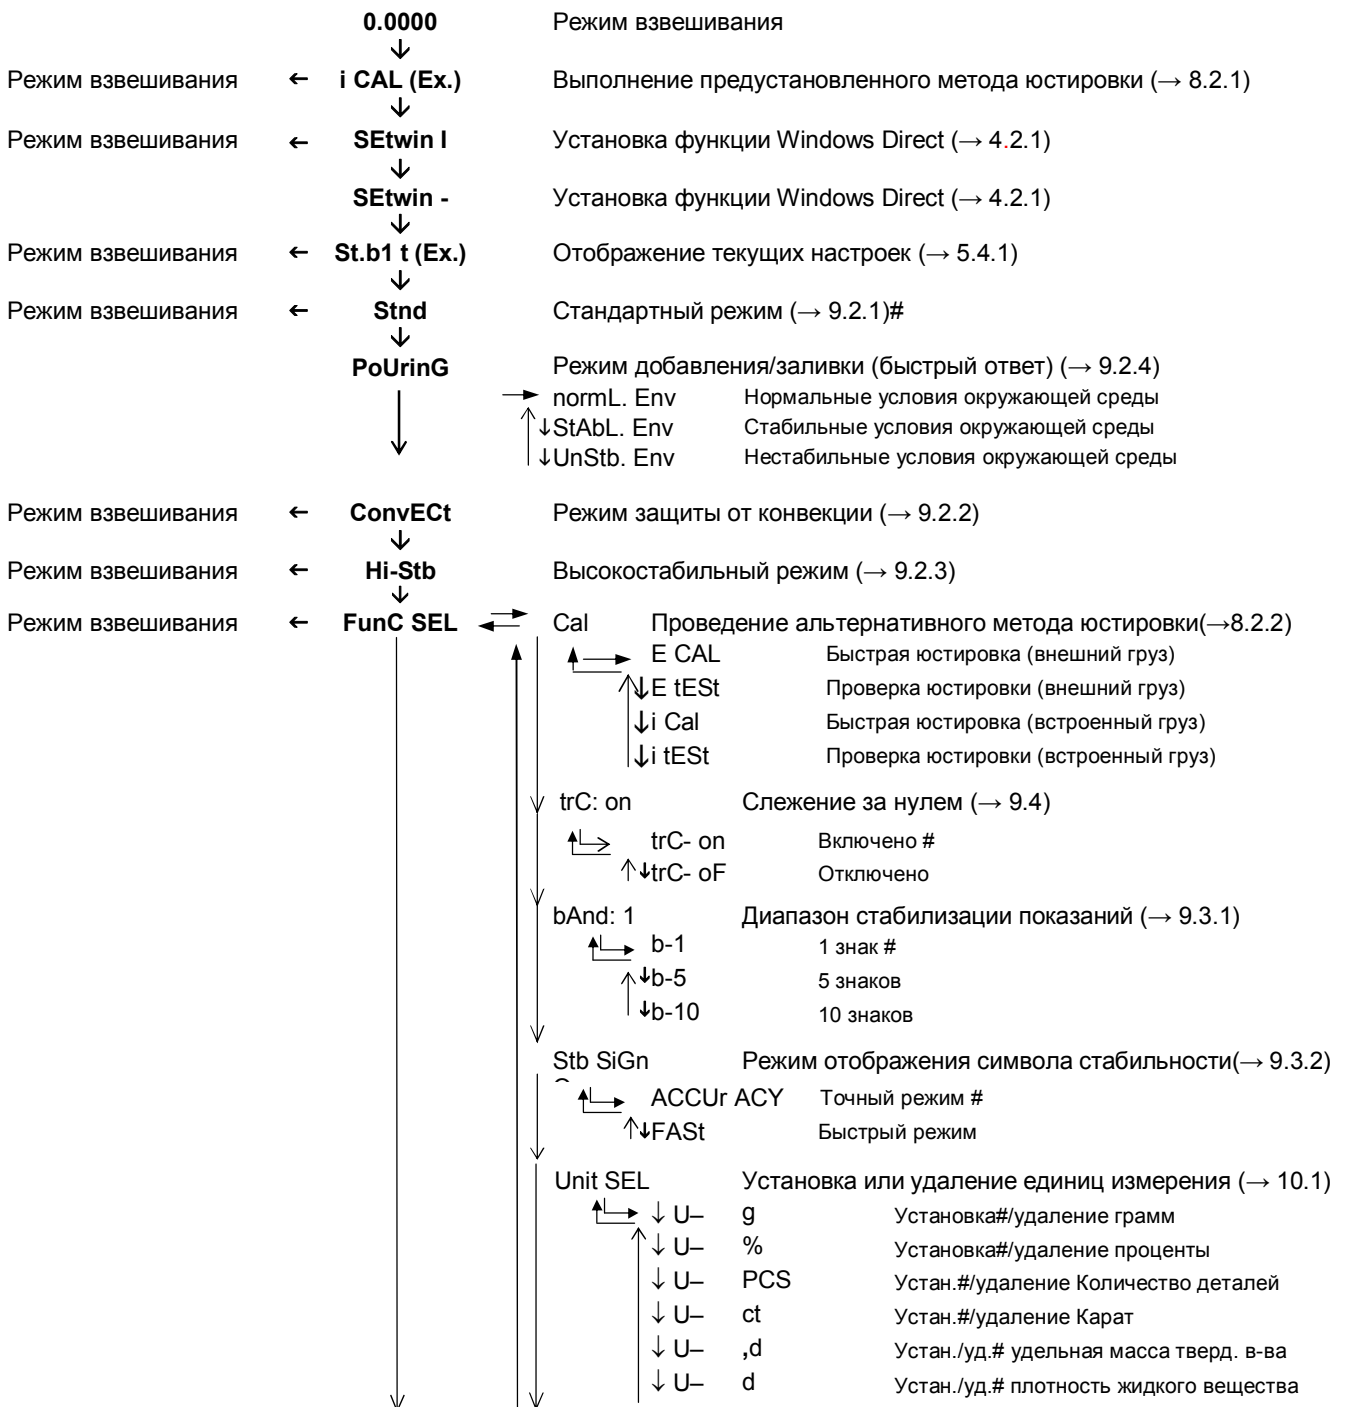 0.0000 Режим взвешивания
Режим взвешивания ← i CAL (Ex.) Выполнение предустановленного метода юстировки (→ 8.2.1)
Режим взвешивания ← SEtwin I Установка функции Windows Direct (→ 4.2.1)
SEtwin - Установка функции Windows Direct (→ 4.2.1)
Режим взвешивания ← St.b1 t (Ex.) Отображение текущих настроек (→ 5.4.1)
Режим взвешивания ← Stnd Стандартный режим (→ 9.2.1)#
PoUrinG Режим добавления/заливки (быстрый ответ) (→ 9.2.4)
normL. Env Нормальные условия окружающей среды
↓StAbL. Env Стабильные условия окружающей среды
↓UnStb. Env Нестабильные условия окружающей среды
Режим взвешивания ← ConvECt Режим защиты от конвекции (→ 9.2.2)
Режим взвешивания ← Hi-Stb Высокостабильный режим (→ 9.2.3)
Режим взвешивания ← FunC SEL Cal Проведение альтернативного метода юстировки(→8.2.2)
E CAL Быстрая юстировка (внешний груз)
↓E tESt Проверка юстировки (внешний груз)
↓i Cal Быстрая юстировка (встроенный груз)
↓i tESt Проверка юстировки (встроенный груз)
trC: on Слежение за нулем (→ 9.4)
trC- on Включено #
↓trC- oF Отключено
bAnd: 1 Диапазон стабилизации показаний (→ 9.3.1)
b-1 1 знак #
↓b-5 5 знаков
↓b-10 10 знаков
Stb SiGn Режим отображения символа стабильности(→ 9.3.2)
ACCUr ACY Точный режим #
↓FASt Быстрый режим
Unit SEL Установка или удаление единиц измерения (→ 10.1)
↓ U– g Установка#/удаление грамм
↓ U– % Установка#/удаление проценты
↓ U– PCS Устан.#/удаление Количество деталей
↓ U– ct Устан.#/удаление Карат
↓ U– ,d Устан./уд.# удельная масса тверд. в-ва
↓ U– d Устан./уд.# плотность жидкого вещества